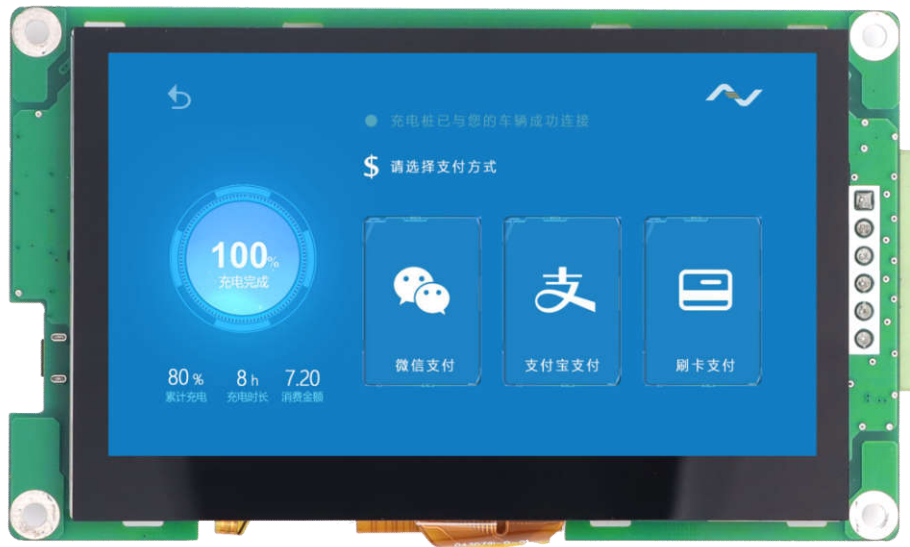 充电桩已与您的车辆成功连接
$ 请选择支付方式
100%
充电完成
80% 8h 7.20
累计充电 充电时长 消费金额
支
微信支付 支付宝支付 刷卡支付